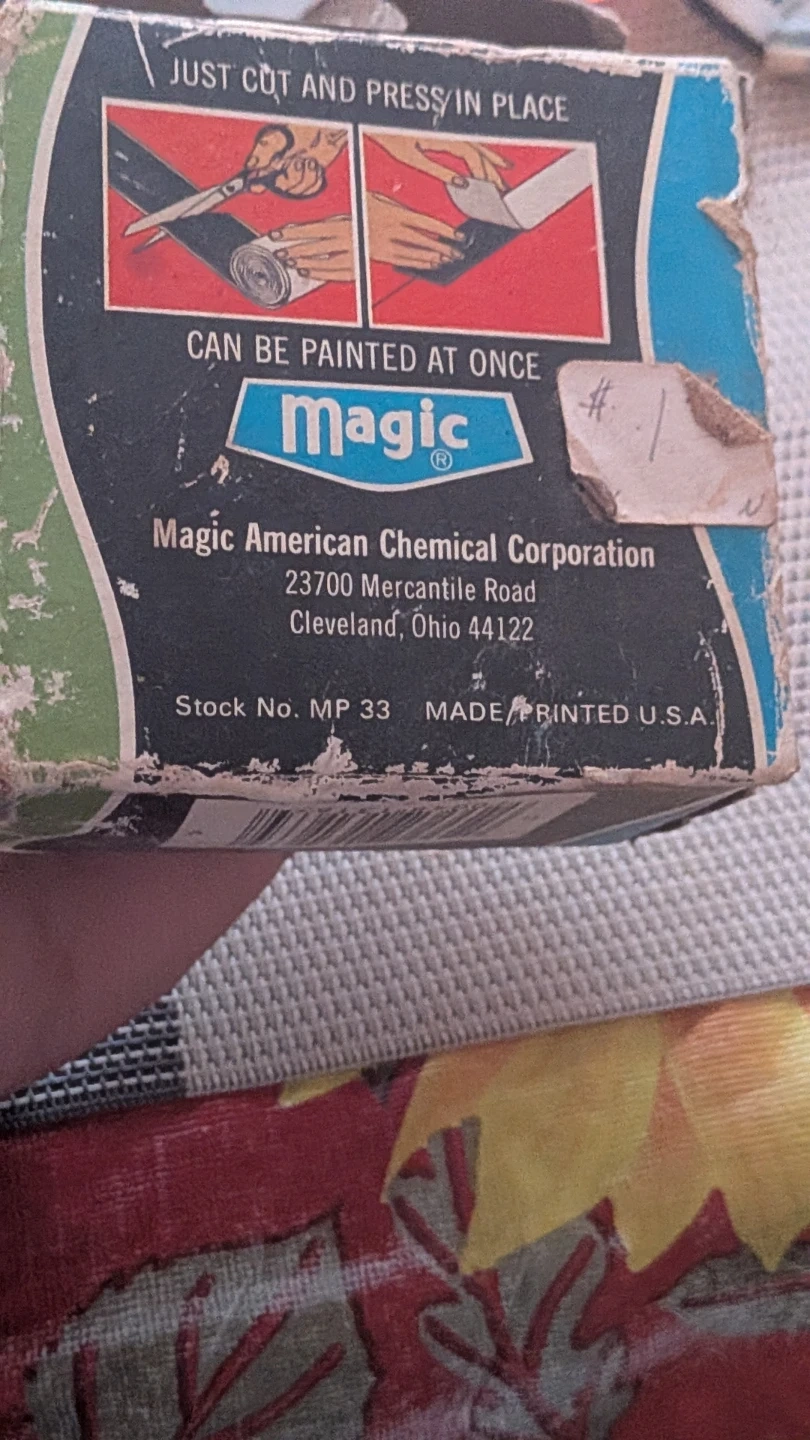 JUST CUT AND PRESS IN PLACE
CAN BE PAINTED AT ONCE
magic®
$ 1
Magic American Chemical Corporation
23700 Mercantile Road
Cleveland, Ohio 44122
Stock No. MP 33 MADE/PRINTED U.S.A.